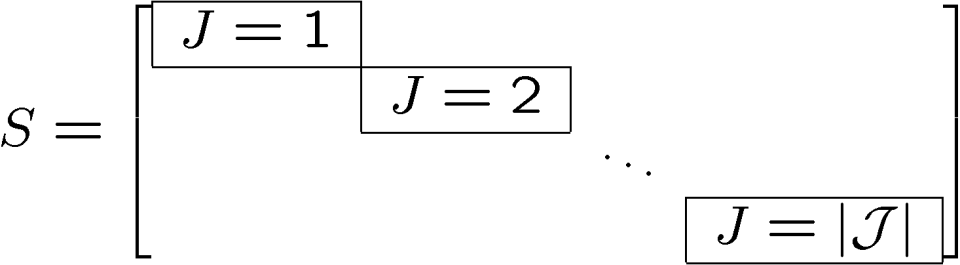 J = 1
J = 2
S =
⋱
J = |𝒥|